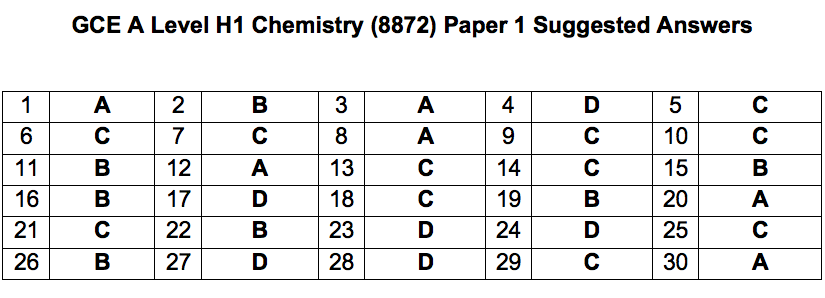 GCE A Level H1 Chemistry (8872) Paper 1 Suggested Answers
1 A 2 B 3 A 4 D 5 C
6 C 7 C 8 A 9 C 10 C
11 B 12 A 13 C 14 C 15 B
16 B 17 D 18 C 19 B 20 A
21 C 22 B 23 D 24 D 25 C
26 B 27 D 28 D 29 C 30 A